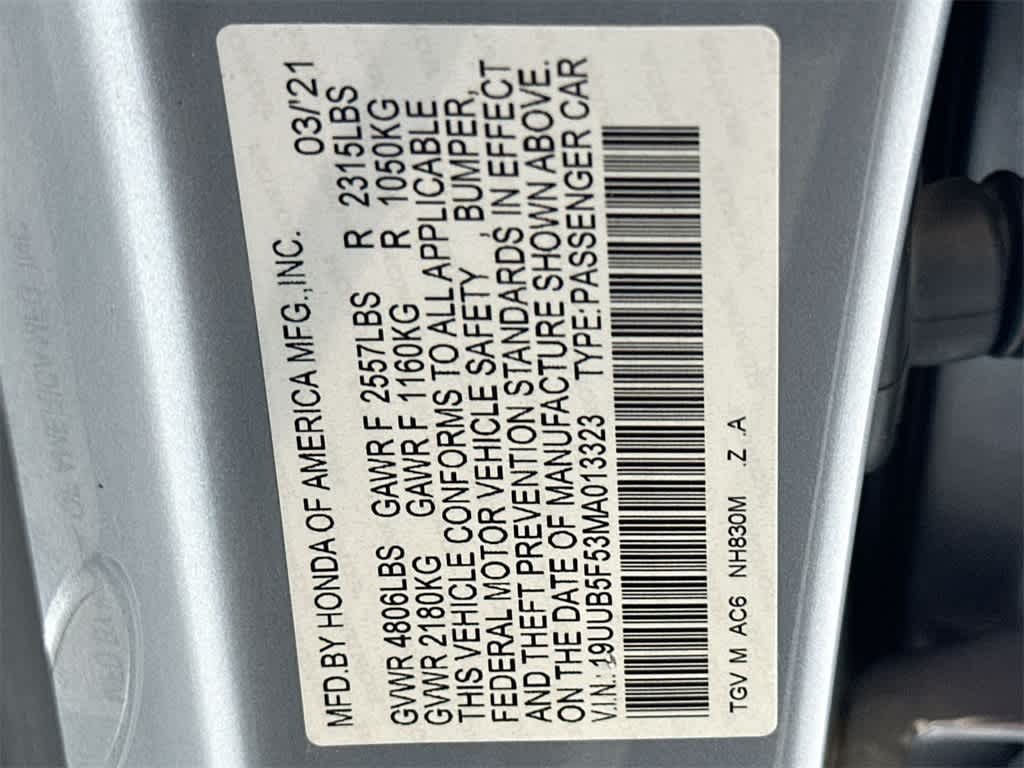 MFD.BY HONDA OF AMERICA MFG.,INC. 03/'21
GVWR 4806LBS GAWR F 2557LBS R 2315LBS
GVWR 2180KG GAWR F 1160KG R 1050KG
THIS VEHICLE CONFORMS TO ALL APPLICABLE
FEDERAL MOTOR VEHICLE SAFETY , BUMPER,
AND THEFT PREVENTION STANDARDS IN EFFECT
ON THE DATE OF MANUFACTURE SHOWN ABOVE.
V.I.N.:19UUB5F53MA013323 TYPE:PASSENGER CAR
TGV M AC6 NH830M .Z .A